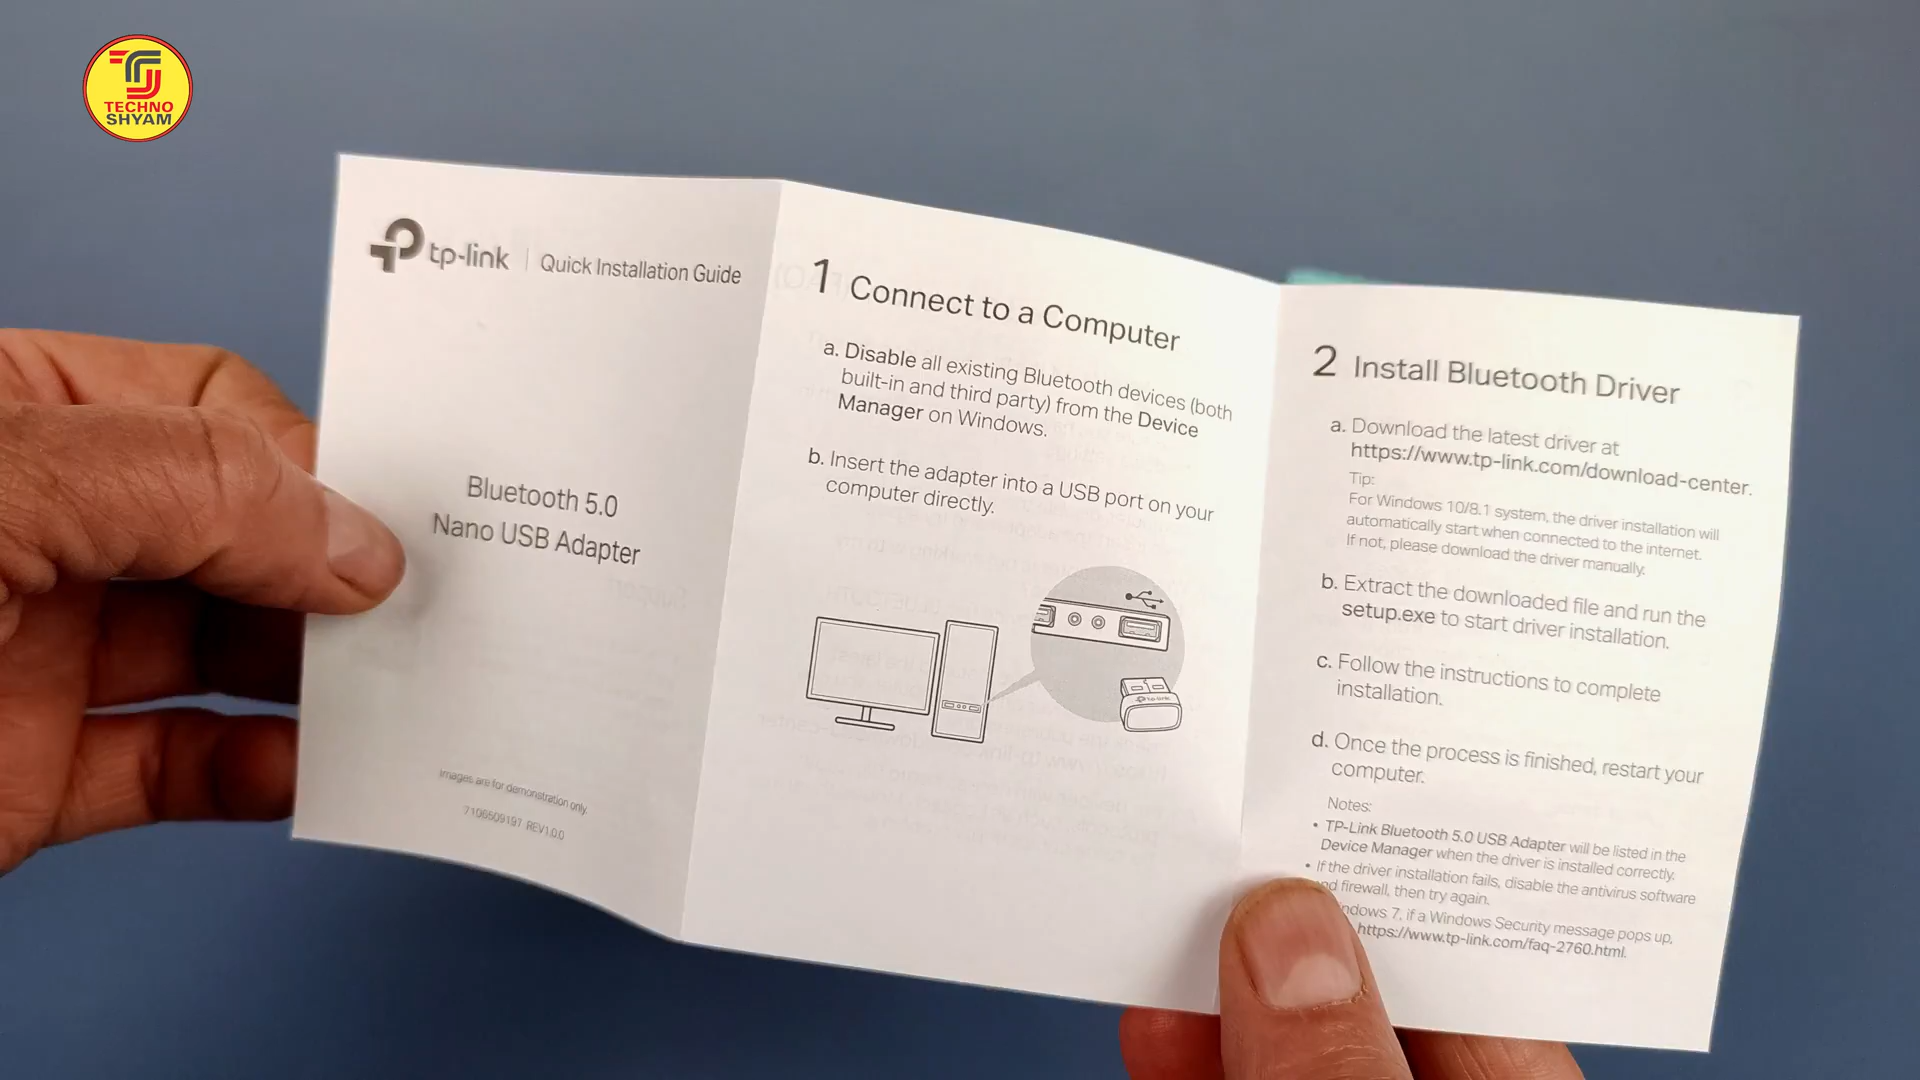 TECHNO
SHYAM
tp-link | Quick Installation Guide
Bluetooth 5.0
Nano USB Adapter
Images are for demonstration only.
7106509197 REV1.0.0
1 Connect to a Computer
a. Disable all existing Bluetooth devices (both
built-in and third party) from the Device
Manager on Windows.
b. Insert the adapter into a USB port on your
computer directly.
tp-link
2 Install Bluetooth Driver
a. Download the latest driver at
https://www.tp-link.com/download-center.
Tip:
For Windows 10/8.1 system, the driver installation will
automatically start when connected to the internet.
If not, please download the driver manually.
b. Extract the downloaded file and run the
setup.exe to start driver installation.
c. Follow the instructions to complete
installation.
d. Once the process is finished, restart your
computer.
Notes:
• TP-Link Bluetooth 5.0 USB Adapter will be listed in the
Device Manager when the driver is installed correctly.
• If the driver installation fails, disable the antivirus software
firewall, then try again.
7, if a Windows Security message pops up,
https://www.tp-link.com/faq-2760.html.